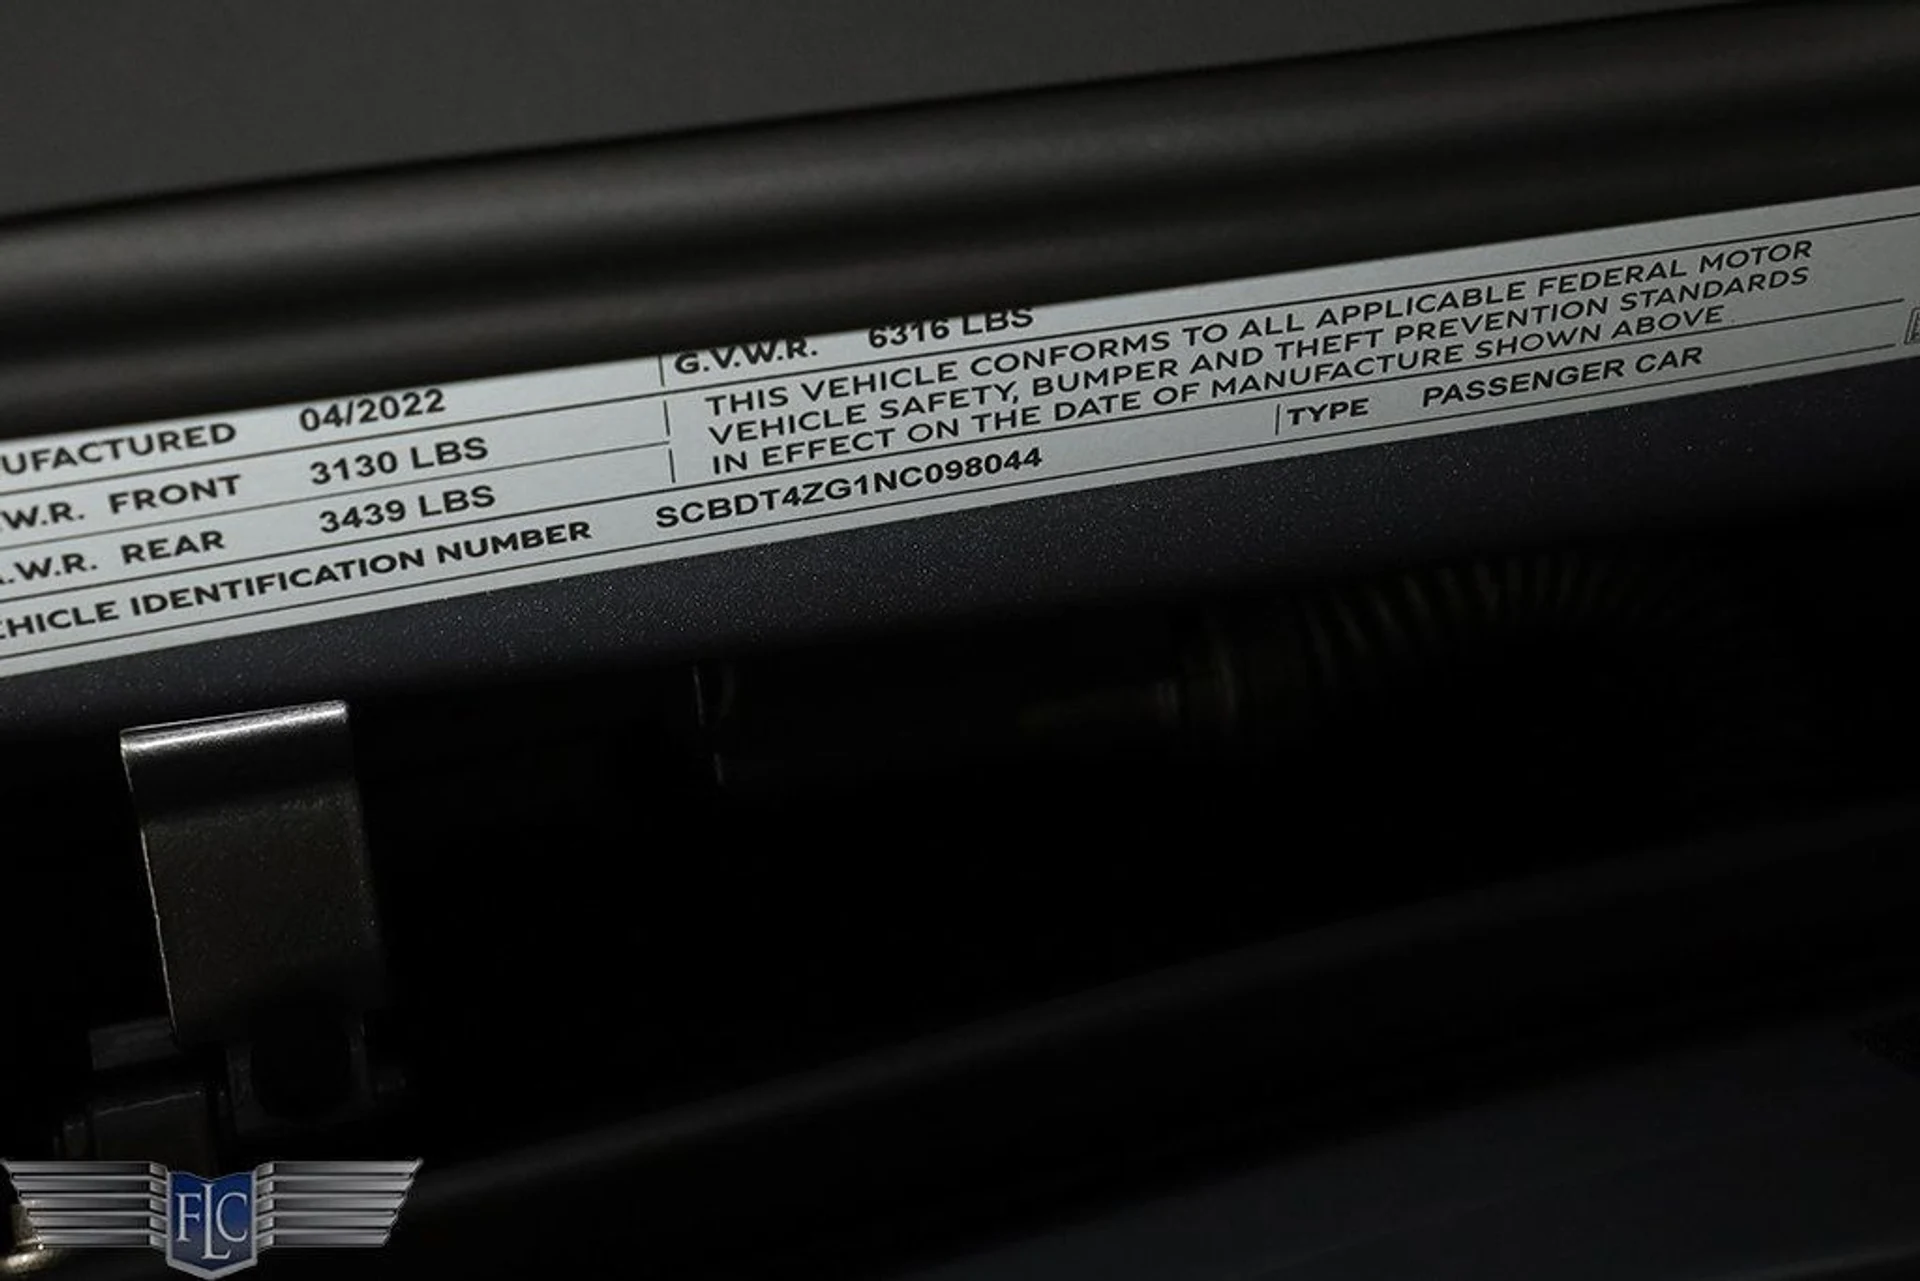 UFACTURED 04/2022
W.R. FRONT 3130 LBS
.W.R. REAR 3439 LBS
G.V.W.R. 6316 LBS
THIS VEHICLE CONFORMS TO ALL APPLICABLE FEDERAL MOTOR
VEHICLE SAFETY, BUMPER AND THEFT PREVENTION STANDARDS
IN EFFECT ON THE DATE OF MANUFACTURE SHOWN ABOVE
EHICLE IDENTIFICATION NUMBER SCBDT4ZG1NC098044 TYPE PASSENGER CAR
FLC